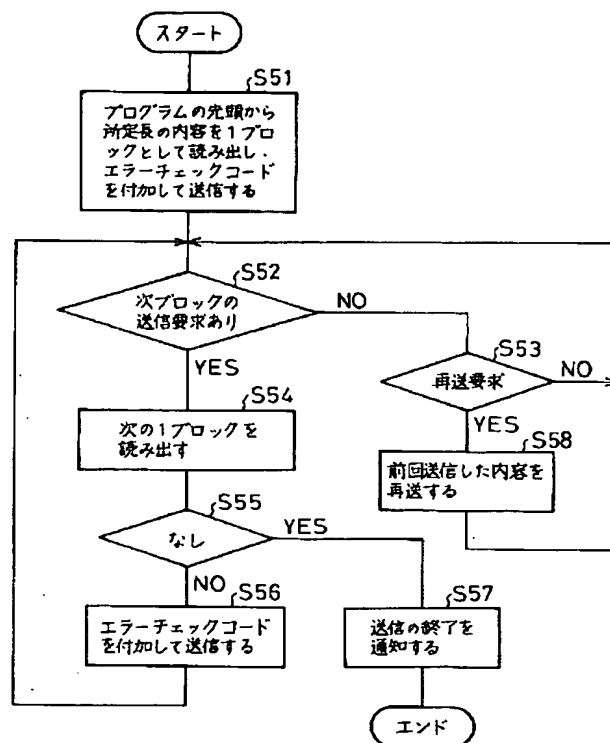 スタート
S51
プログラムの先頭から
所定長の内容を1ブ
ロックとして読み出し、
エラーチェックコード
を付加して送信する
S52
次ブロックの
送信要求あり
NO
YES
S53
再送要求
NO
YES
S54
次の1ブロックを
読み出す
S58
前回送信した内容を
再送する
S55
なし
YES
NO
S56
エラーチェックコード
を付加して送信する
S57
送信の終了を
通知する
エンド